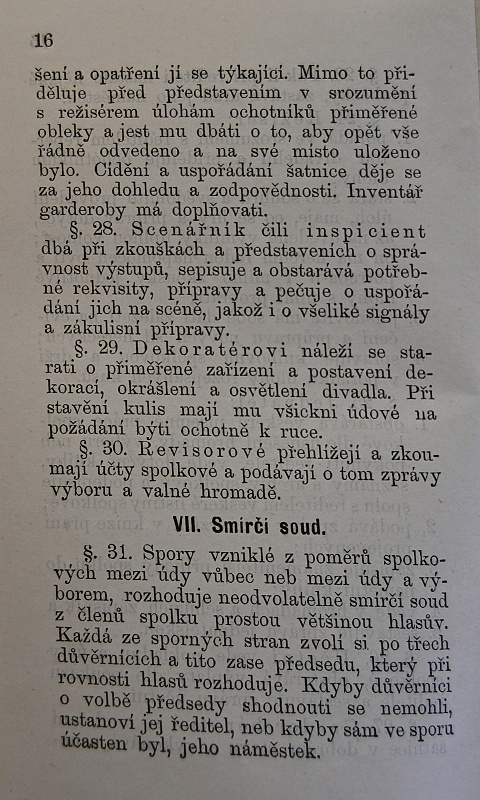 16
šení a opatření jí se týkající. Mimo to při-
děluje před představením v srozumění
s režisérem úlohám ochotníků přiměřené
obleky a jest mu dbáti o to, aby opět vše
řádně odvedeno a na své místo uloženo
bylo. Cídění a uspořádání šatnice děje se
za jeho dohledu a zodpovědnosti. Inventář
garderoby má doplňovati.
§. 28. Scenárník čili inspicient
dbá při zkouškách a představeních o sprá-
vnost výstupů, sepisuje a obstarává potřeb-
né rekvisity, přípravy a pečuje o uspořá-
dání jich na scéně, jakož i o všeliké signály
a zákulisní přípravy.
§. 29. Dekoratérovi náleží se sta-
rati o přiměřené zařízení a postavení de-
korací, okrášlení a osvětlení divadla. Při
stavění kulis mají mu všickni údové na
požádání býti ochotně k ruce.
§. 30. Revisorové přehlížejí a zkou-
mají účty spolkové a podávají o tom zprávy
výboru a valné hromadě.
VII. Smírčí soud.
§. 31. Spory vzniklé z poměrů spolko-
vých mezi údy vůbec neb mezi údy a vý-
borem, rozhoduje neodvolatelně smírčí soud
z členů spolku prostou většinou hlasův.
Každá ze sporných stran zvolí si po třech
důvěrnících a tito zase předsedu, který při
rovnosti hlasů rozhoduje. Kdyby důvěrníci
o volbě předsedy shodnouti se nemohli,
ustanoví jej ředitel, neb kdyby sám ve sporu
účasten byl, jeho náměstek.